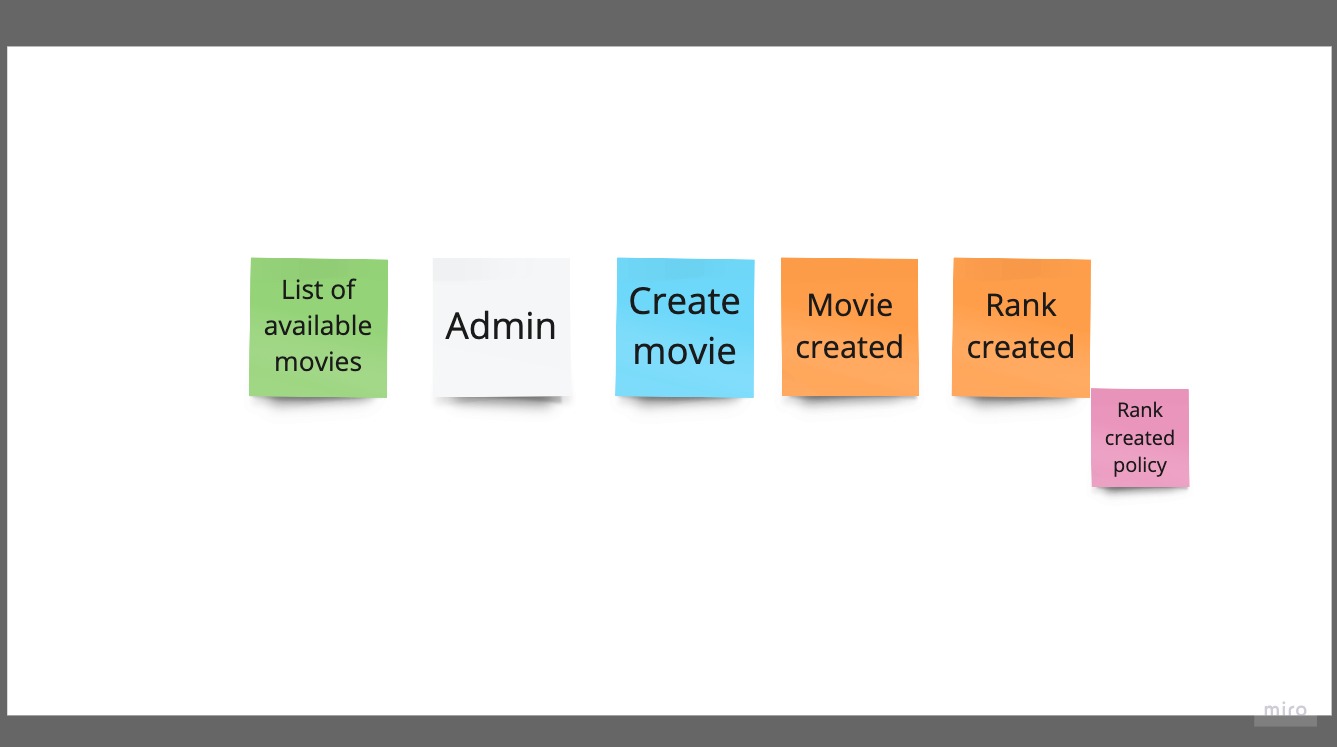 List of
available
movies
Admin
Create
movie
Movie
created
Rank
created
Rank
created
policy
miro